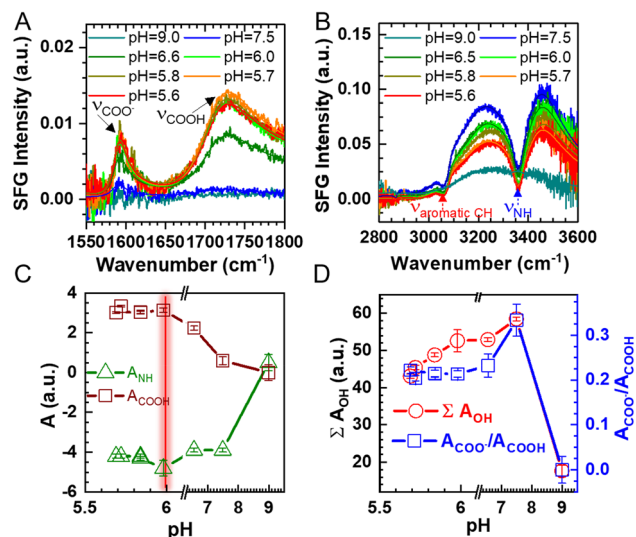 A
SFG Intensity (a.u.)
0.02
0.01
0.00
pH=9.0 pH=7.5
pH=6.6 pH=6.0
pH=5.8 pH=5.7
pH=5.6
νCOO-
νCOOH
1550 1600 1650 1700 1750 1800
Wavenumber (cm-1)
B
SFG Intensity (a.u.)
0.15
0.10
0.05
0.00
pH=9.0 pH=7.5
pH=6.5 pH=6.0
pH=5.8 pH=5.7
pH=5.6
νaromatic CH
νNH
2800 3000 3200 3400 3600
Wavenumber (cm-1)
C
A (a.u.)
4
2
0
-2
-4
-6
ANH
ACOOH
5.6 6 7 8 9
pH
D
Σ AOH (a.u.)
60
50
40
30
20
Σ AOH
ACOO-/ACOOH
5.5 6.0 7 8 9
pH
0.3
0.2
0.1
0.0
ACOO-/ACOOH